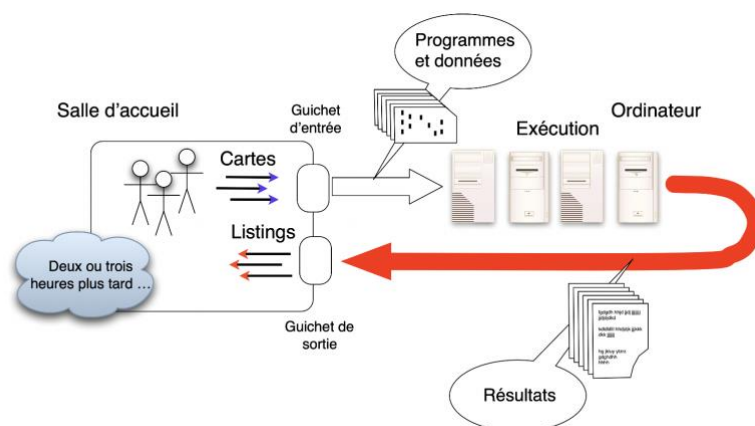 Programmes
et données
Salle d'accueil
Guichet
d'entrée
Ordinateur
Exécution
Cartes
Listings
Deux ou trois
heures plus tard ...
Guichet de
sortie
Résultats